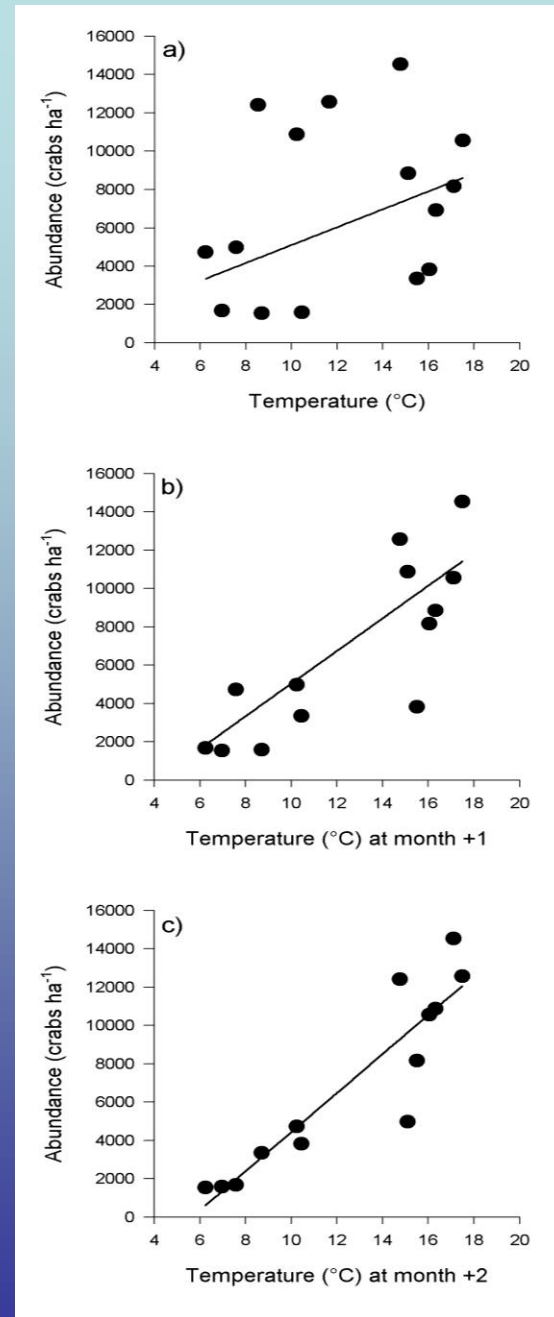 a)
16000
14000
12000
10000
8000
6000
4000
2000
0
Abundance (crabs ha⁻¹)
4 6 8 10 12 14 16 18 20
Temperature (°C)
b)
16000
14000
12000
10000
8000
6000
4000
2000
0
Abundance (crabs ha⁻¹)
4 6 8 10 12 14 16 18 20
Temperature (°C) at month +1
c)
16000
14000
12000
10000
8000
6000
4000
2000
0
Abundance (crabs ha⁻¹)
4 6 8 10 12 14 16 18 20
Temperature (°C) at month +2